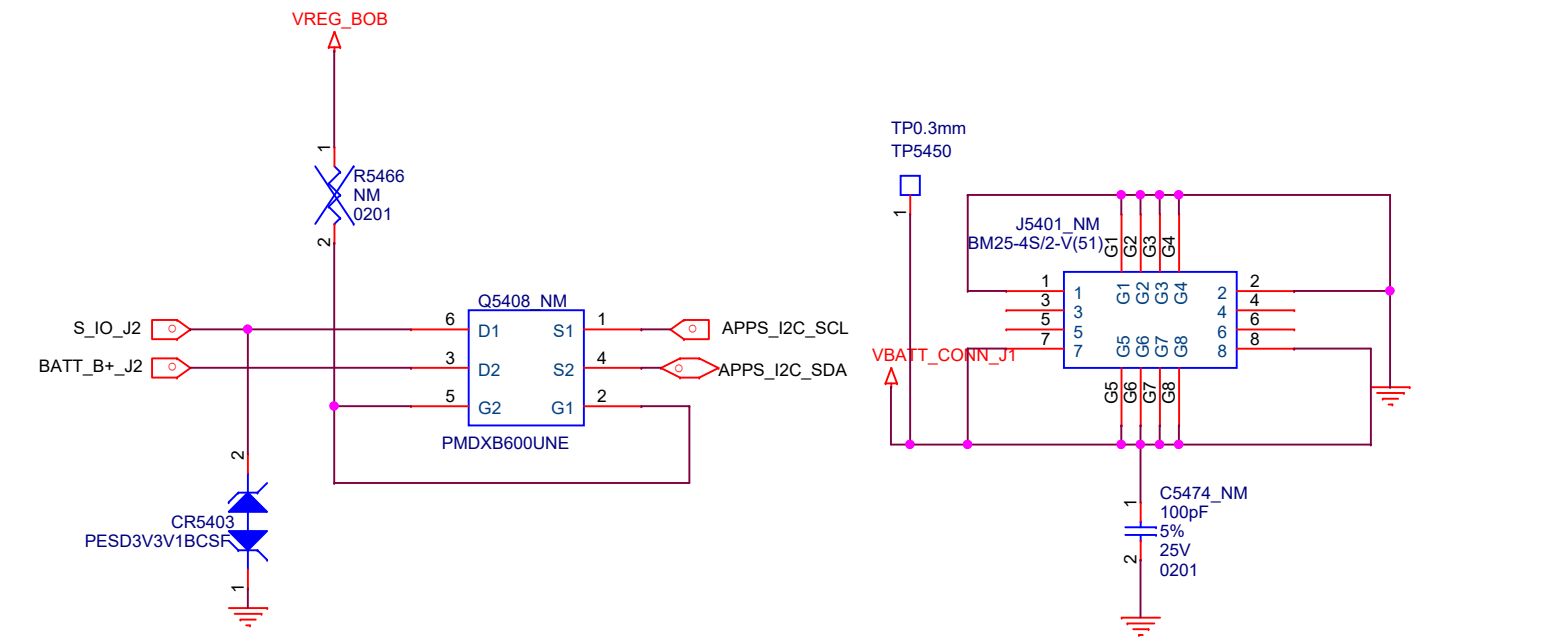 VREG_BOB
1
R5466
NM
0201
2
S_IO_J2
BATT_B+_J2
Q5408_NM
6
D1
S1
1
APPS_I2C_SCL
3
D2
S2
4
APPS_I2C_SDA
5
G2
G1
2
PMDXB600UNE
2
CR5403
PESD3V3V1BCSF
1
TP0.3mm
TP5450
1
J5401_NM
BM25-4S/2-V(51)
G1
G2
G3
G4
1
3
5
7
1
3
5
7
G1
G2
G3
G4
G5
G6
G7
G8
2
4
6
8
2
4
6
8
G5
G6
G7
G8
VBATT_CONN_J1
1
C5474_NM
100pF
5%
25V
0201
2